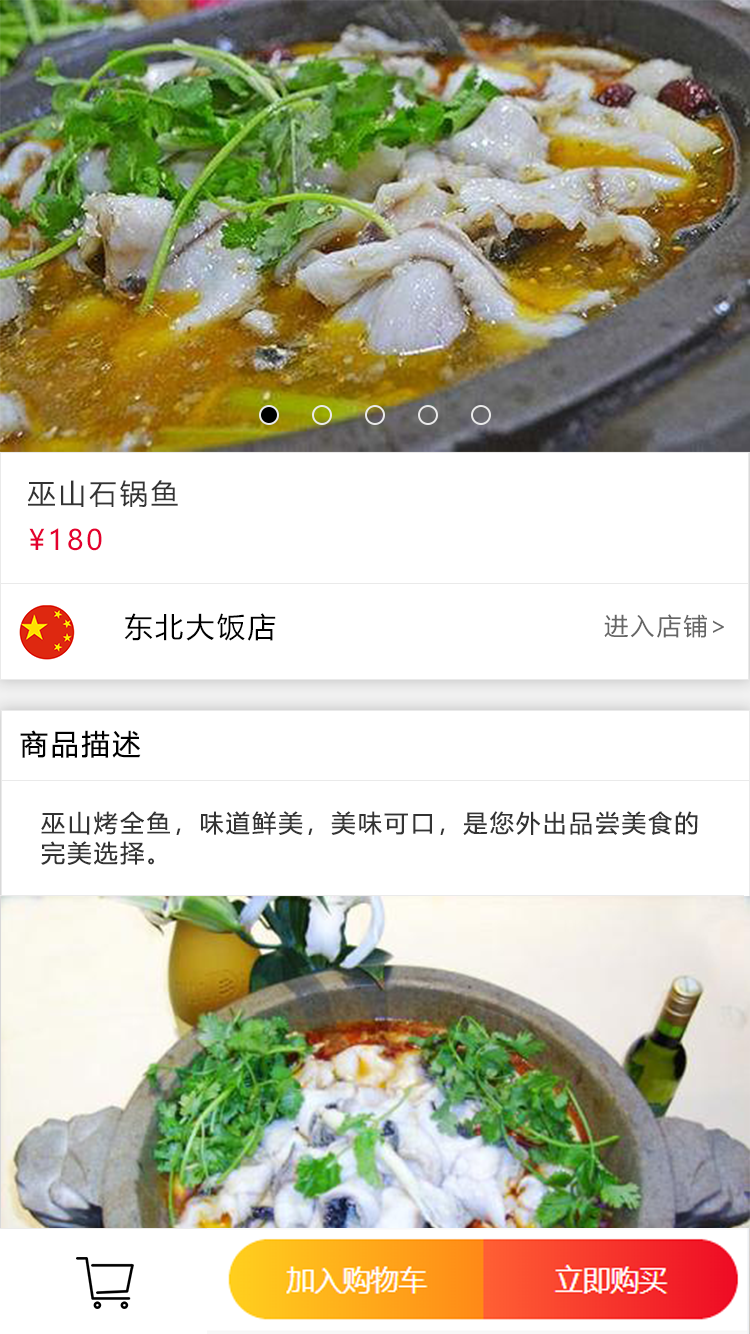 巫山石锅鱼
¥180
东北大饭店
进入店铺>
商品描述
巫山烤全鱼，味道鲜美，美味可口，是您外出品尝美食的
完美选择。
加入购物车
立即购买